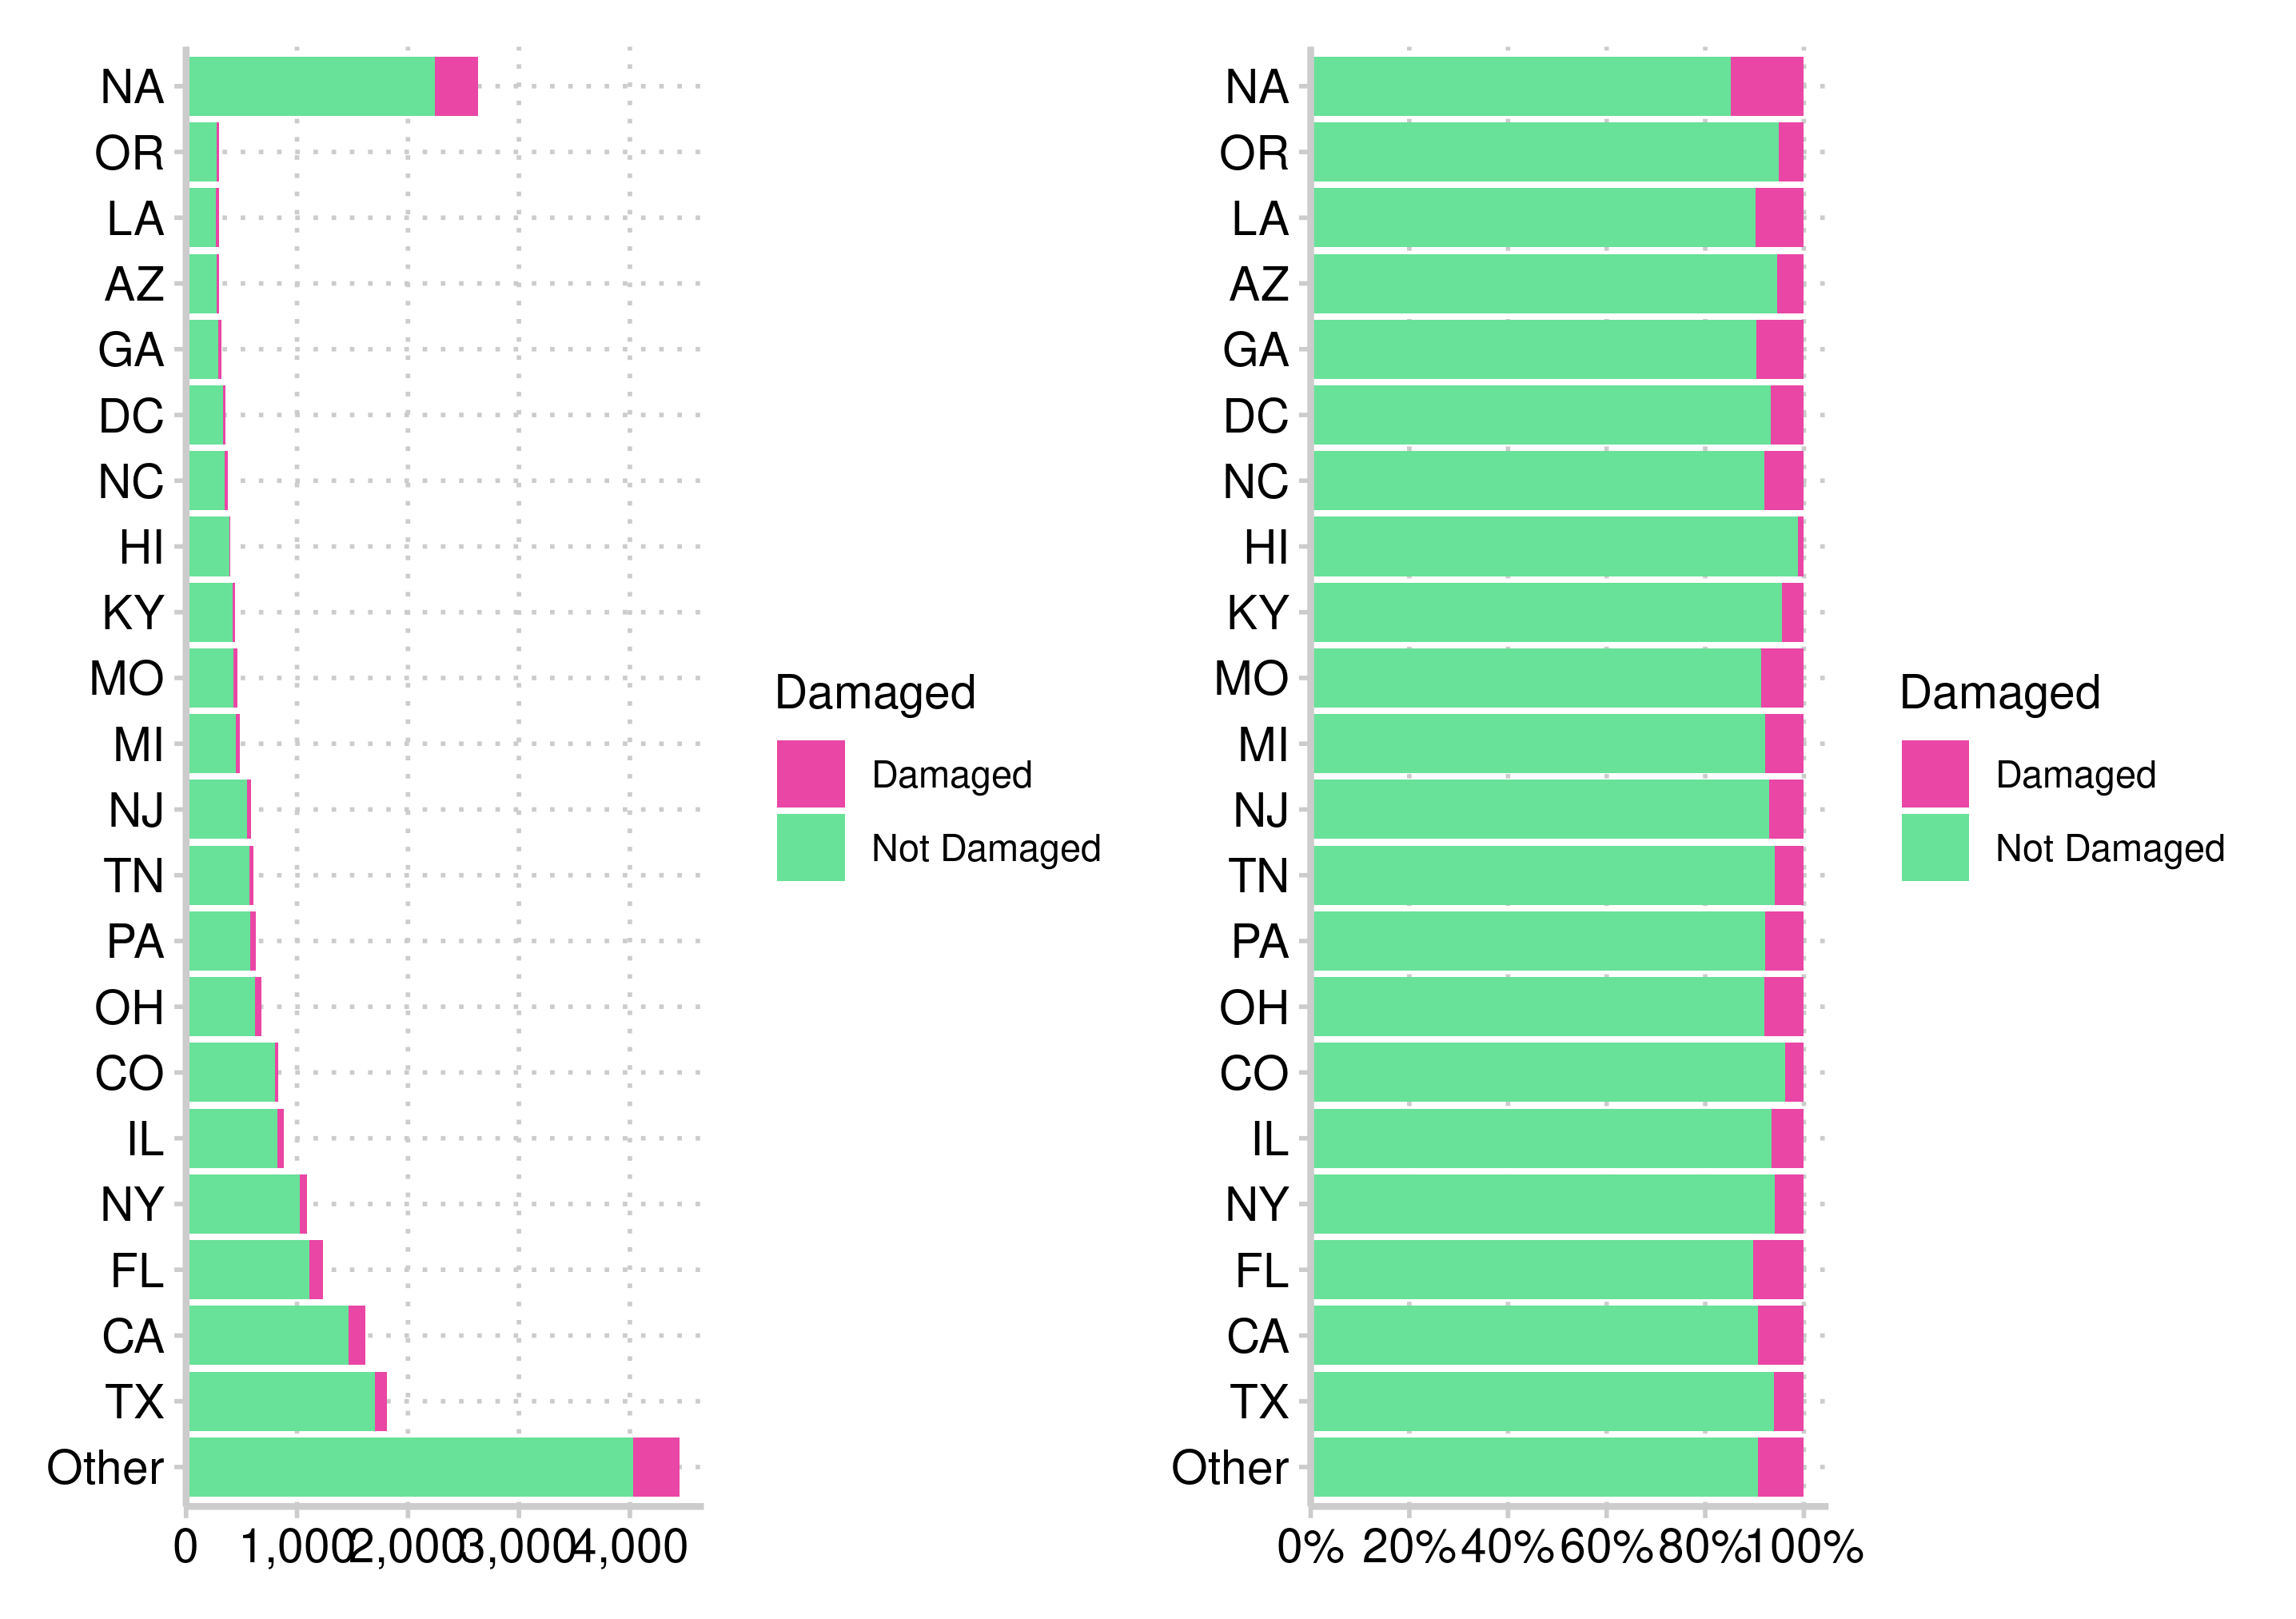 NA
OR
LA
AZ
GA
DC
NC
HI
KY
MO
MI
NJ
TN
PA
OH
CO
IL
NY
FL
CA
TX
Other
0 1,000 2,000 3,000 4,000
Damaged
Damaged
Not Damaged
NA
OR
LA
AZ
GA
DC
NC
HI
KY
MO
MI
NJ
TN
PA
OH
CO
IL
NY
FL
CA
TX
Other
0% 20% 40% 60% 80% 100%
Damaged
Damaged
Not Damaged